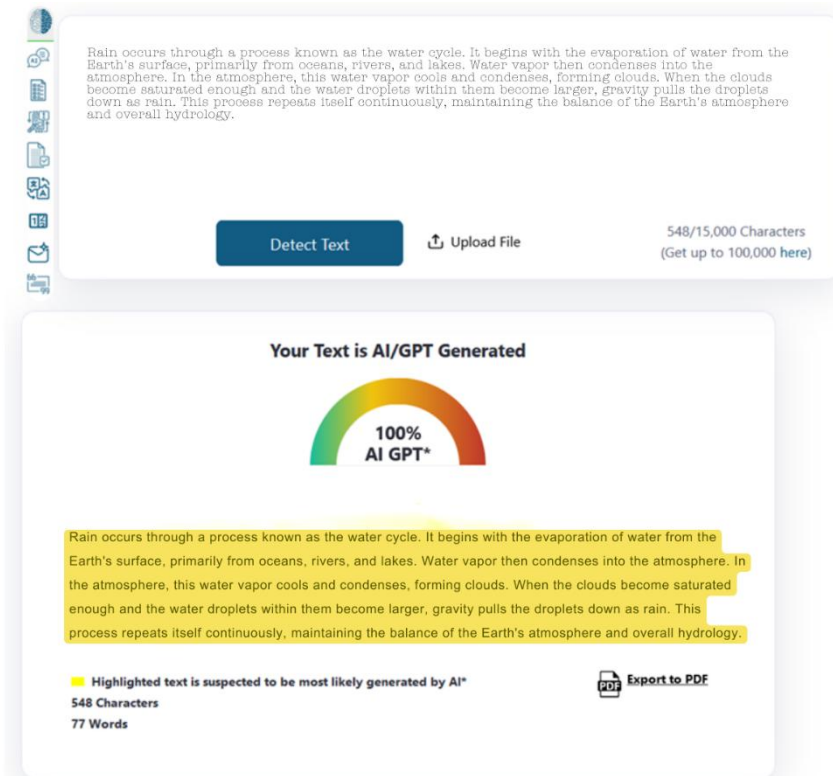 Rain occurs through a process known as the water cycle. It begins with the evaporation of water from the
Earth's surface, primarily from oceans, rivers, and lakes. Water vapor then condenses into the
atmosphere. In the atmosphere, this water vapor cools and condenses, forming clouds. When the clouds
become saturated enough and the water droplets within them become larger, gravity pulls the droplets
down as rain. This process repeats itself continuously, maintaining the balance of the Earth's atmosphere
and overall hydrology.
Detect Text
Upload File
548/15,000 Characters
(Get up to 100,000 here)
Your Text is AI/GPT Generated
100%
AI GPT*
Rain occurs through a process known as the water cycle. It begins with the evaporation of water from the
Earth's surface, primarily from oceans, rivers, and lakes. Water vapor then condenses into the atmosphere. In
the atmosphere, this water vapor cools and condenses, forming clouds. When the clouds become saturated
enough and the water droplets within them become larger, gravity pulls the droplets down as rain. This
process repeats itself continuously, maintaining the balance of the Earth's atmosphere and overall hydrology.
Highlighted text is suspected to be most likely generated by AI*
548 Characters
77 Words
PDF
Export to PDF